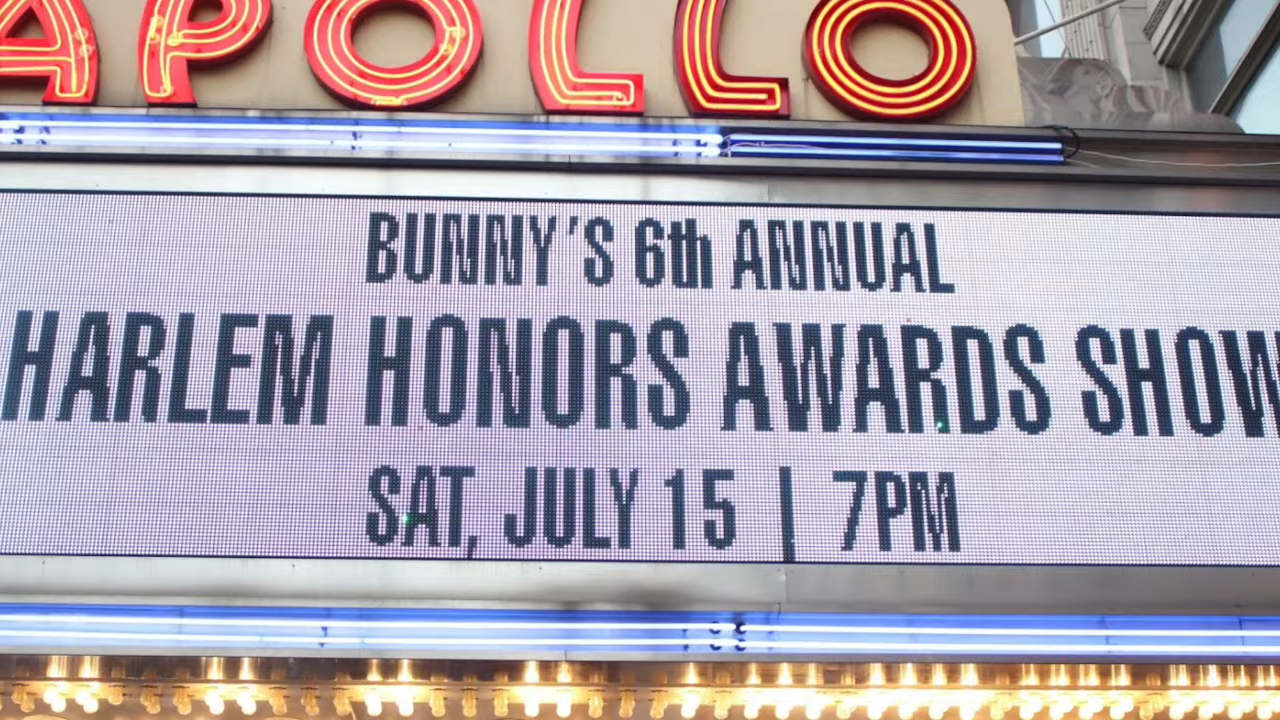 APOLLO
BUNNY'S 6th ANNUAL
HARLEM HONORS AWARDS SHOW
SAT, JULY 15 | 7PM